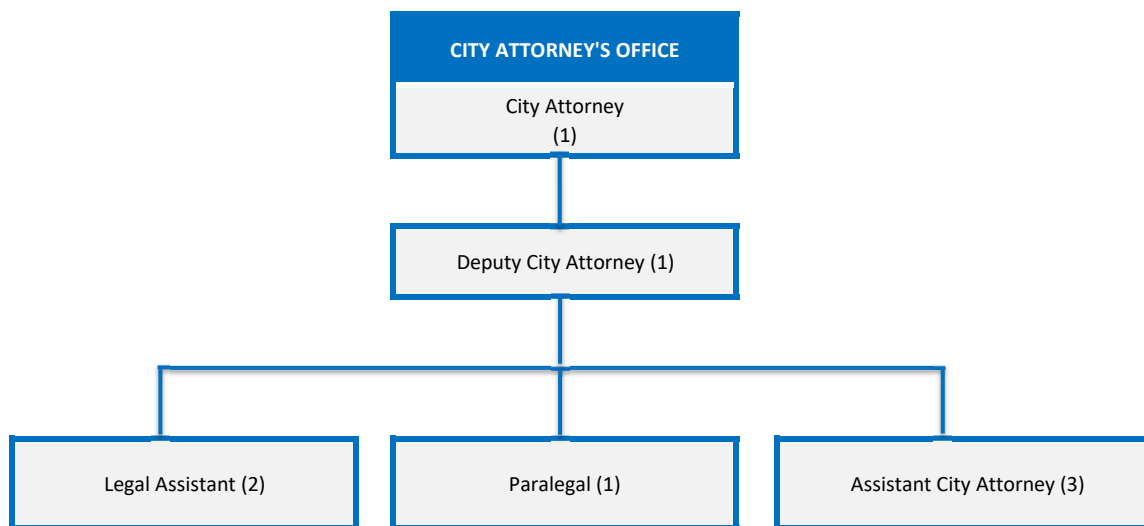 CITY ATTORNEY'S OFFICE
City Attorney
(1)
Deputy City Attorney (1)
Legal Assistant (2)
Paralegal (1)
Assistant City Attorney (3)